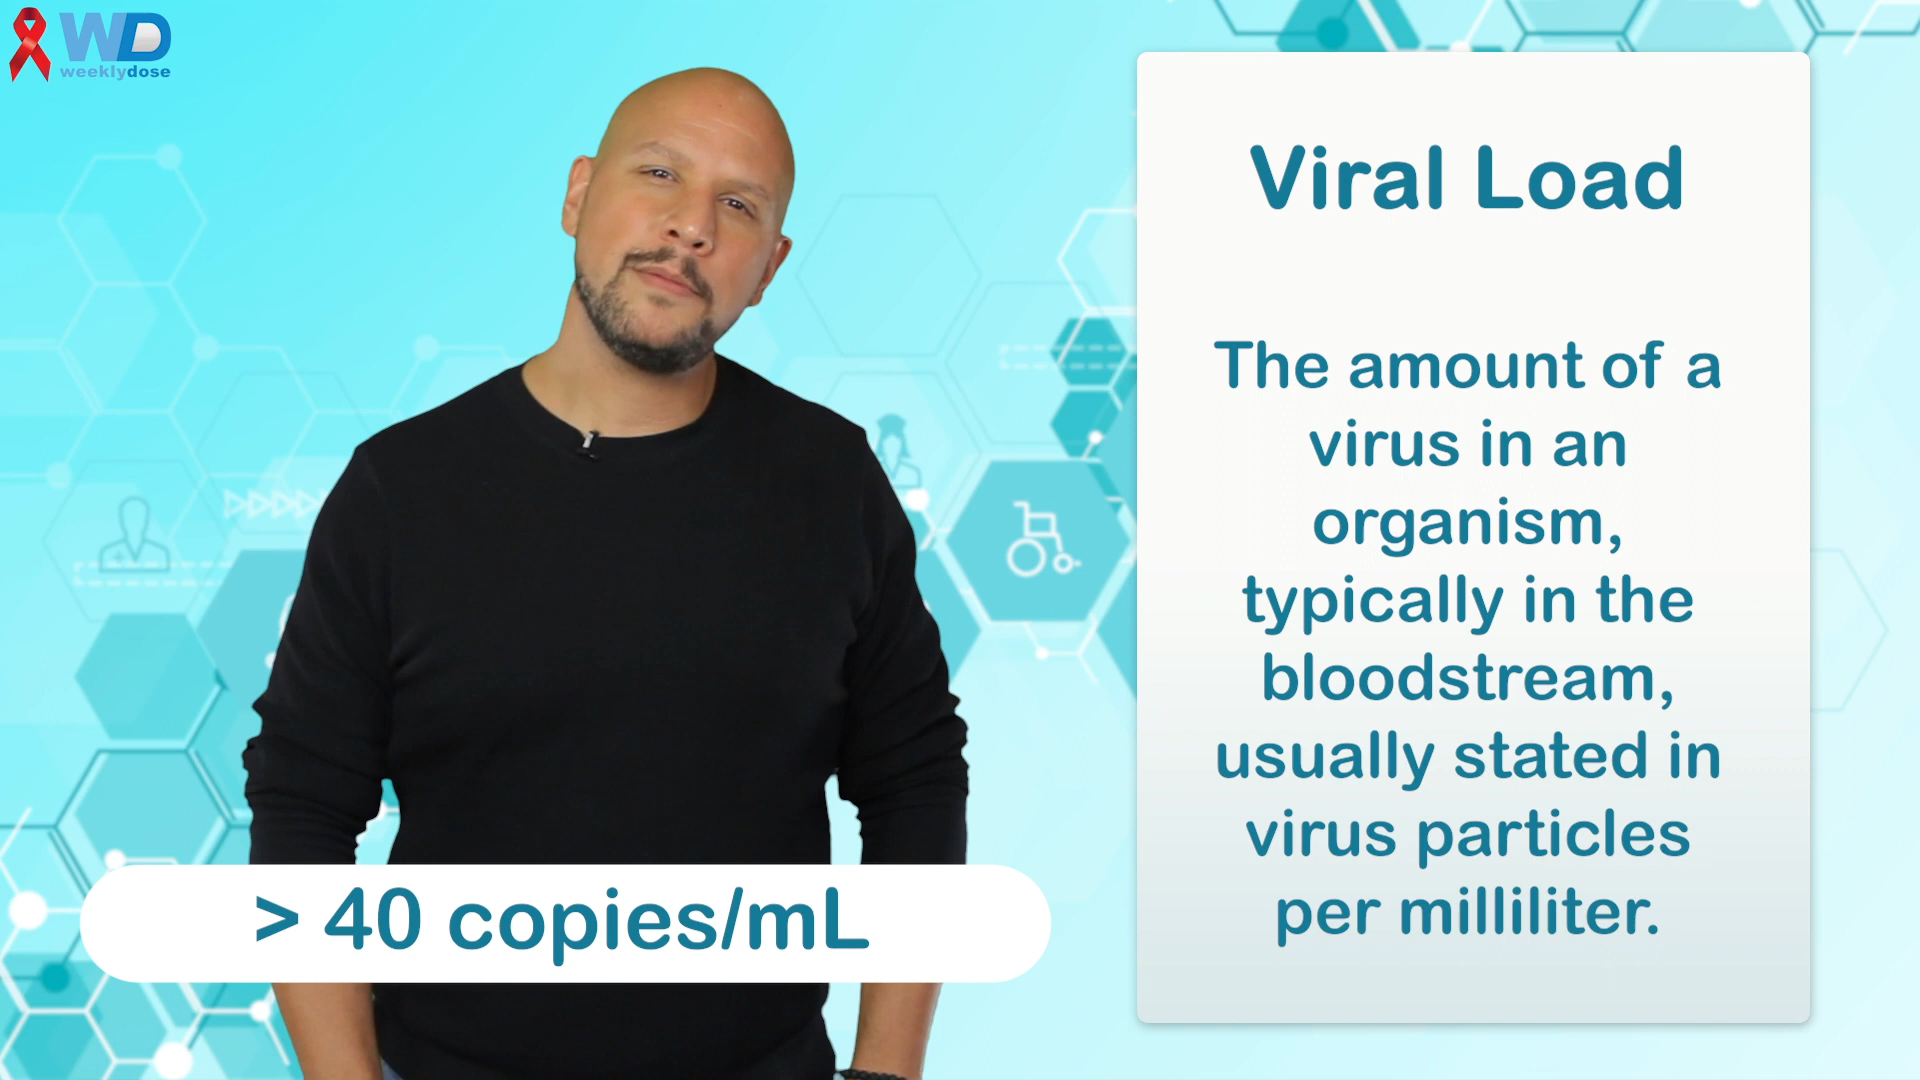 WD
weeklydose
Viral Load
The amount of a
virus in an
organism,
typically in the
bloodstream,
usually stated in
virus particles
per milliliter.
> 40 copies/mL